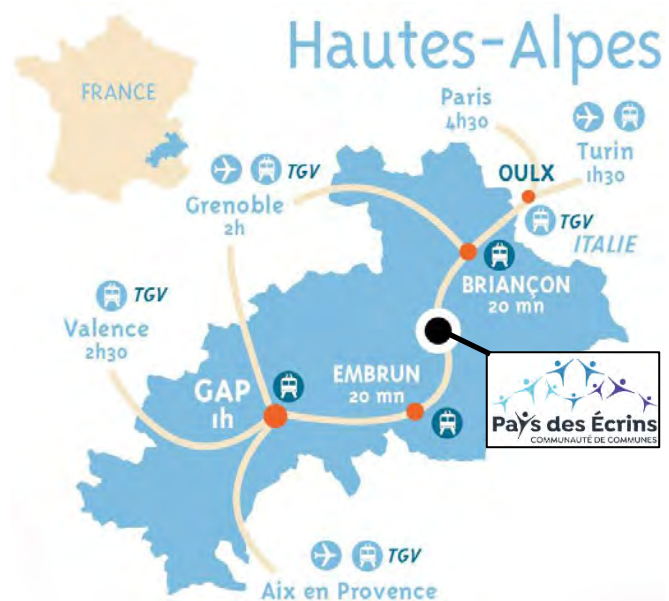 Hautes-Alpes
FRANCE
Paris
4h30
Turin
1h30
OULX
TGV
Grenoble
2h
TGV
ITALIE
BRIANÇON
20 mn
TGV
Valence
2h30
GAP
1h
EMBRUN
20 mn
Pays des Écrins
COMMUNAUTÉ DE COMMUNES
TGV
Aix en Provence